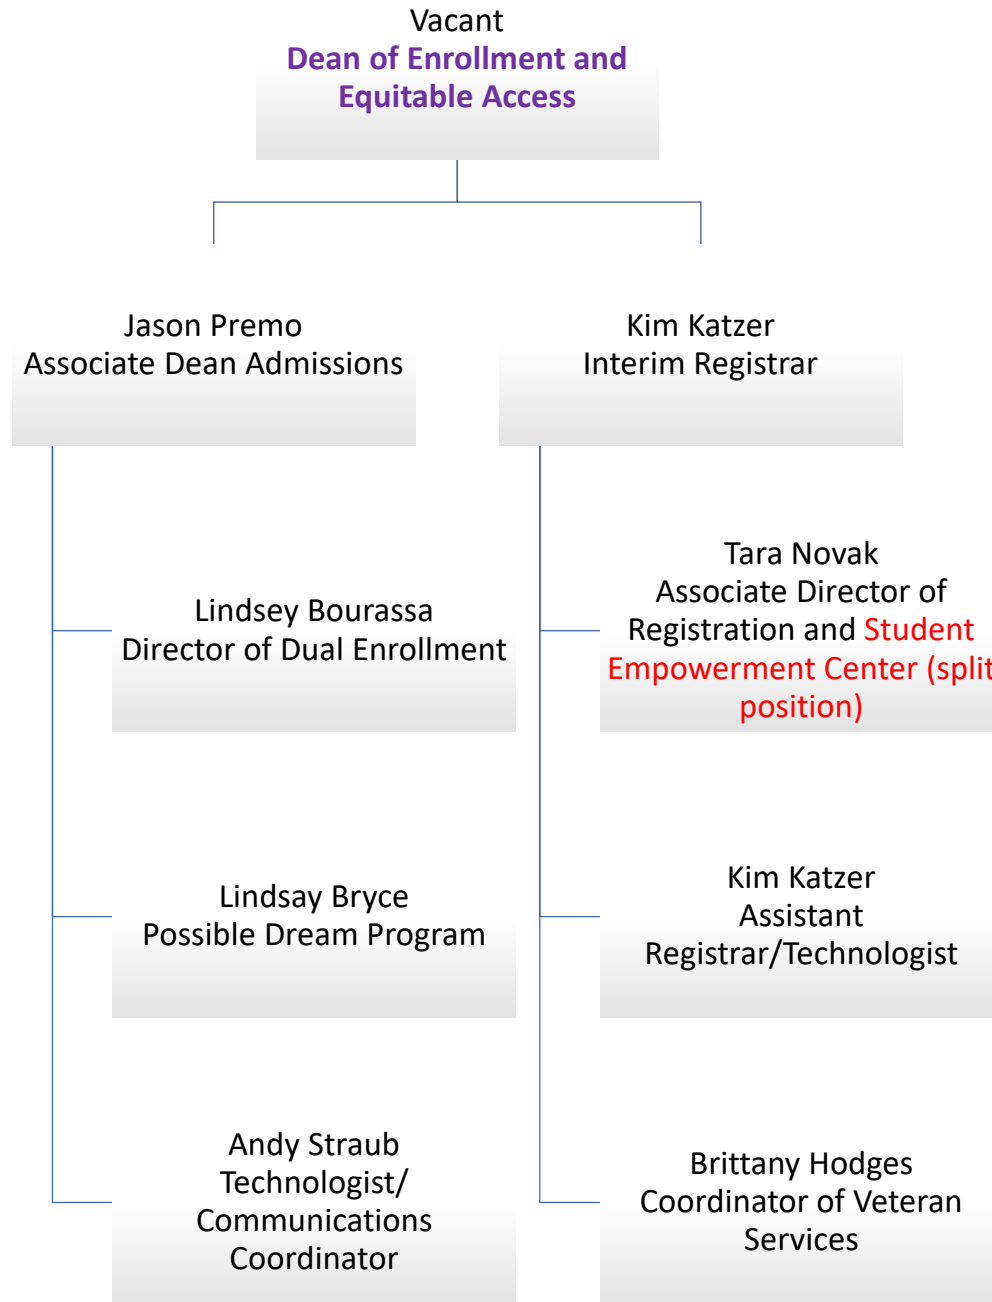 Vacant
Dean of Enrollment and
Equitable Access
Jason Premo
Associate Dean Admissions
Kim Katzer
Interim Registrar
Lindsey Bourassa
Director of Dual Enrollment
Tara Novak
Associate Director of
Registration and Student
Empowerment Center (split
position)
Lindsay Bryce
Possible Dream Program
Kim Katzer
Assistant
Registrar/Technologist
Andy Straub
Technologist/
Communications
Coordinator
Brittany Hodges
Coordinator of Veteran
Services